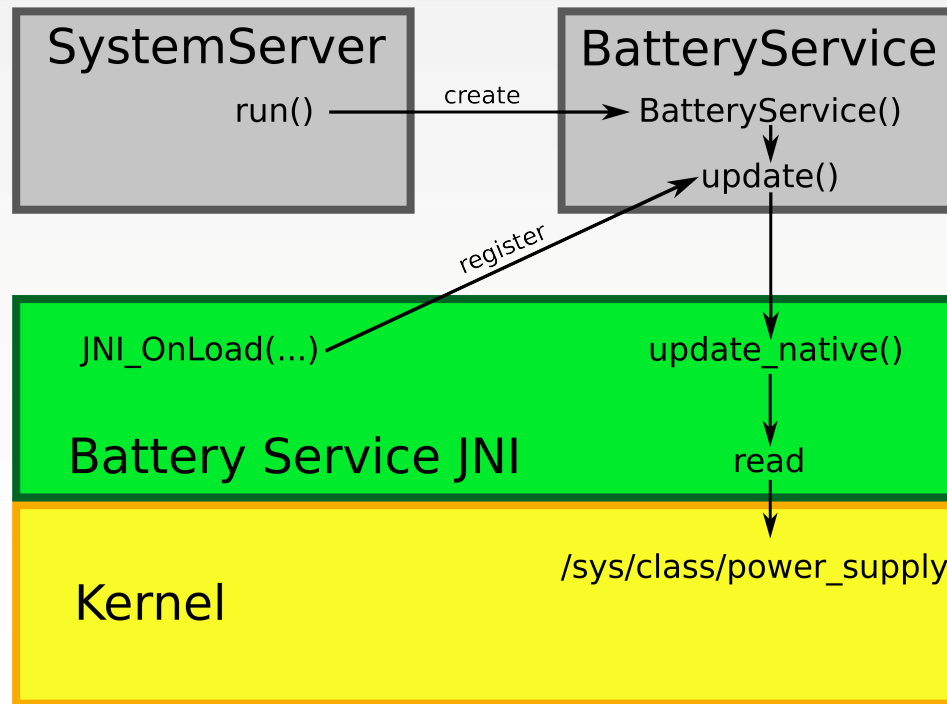 SystemServer
run()
create
BatteryService
BatteryService()
update()
register
JNI_OnLoad(...)
update_native()
Battery Service JNI
read
/sys/class/power_supply
Kernel